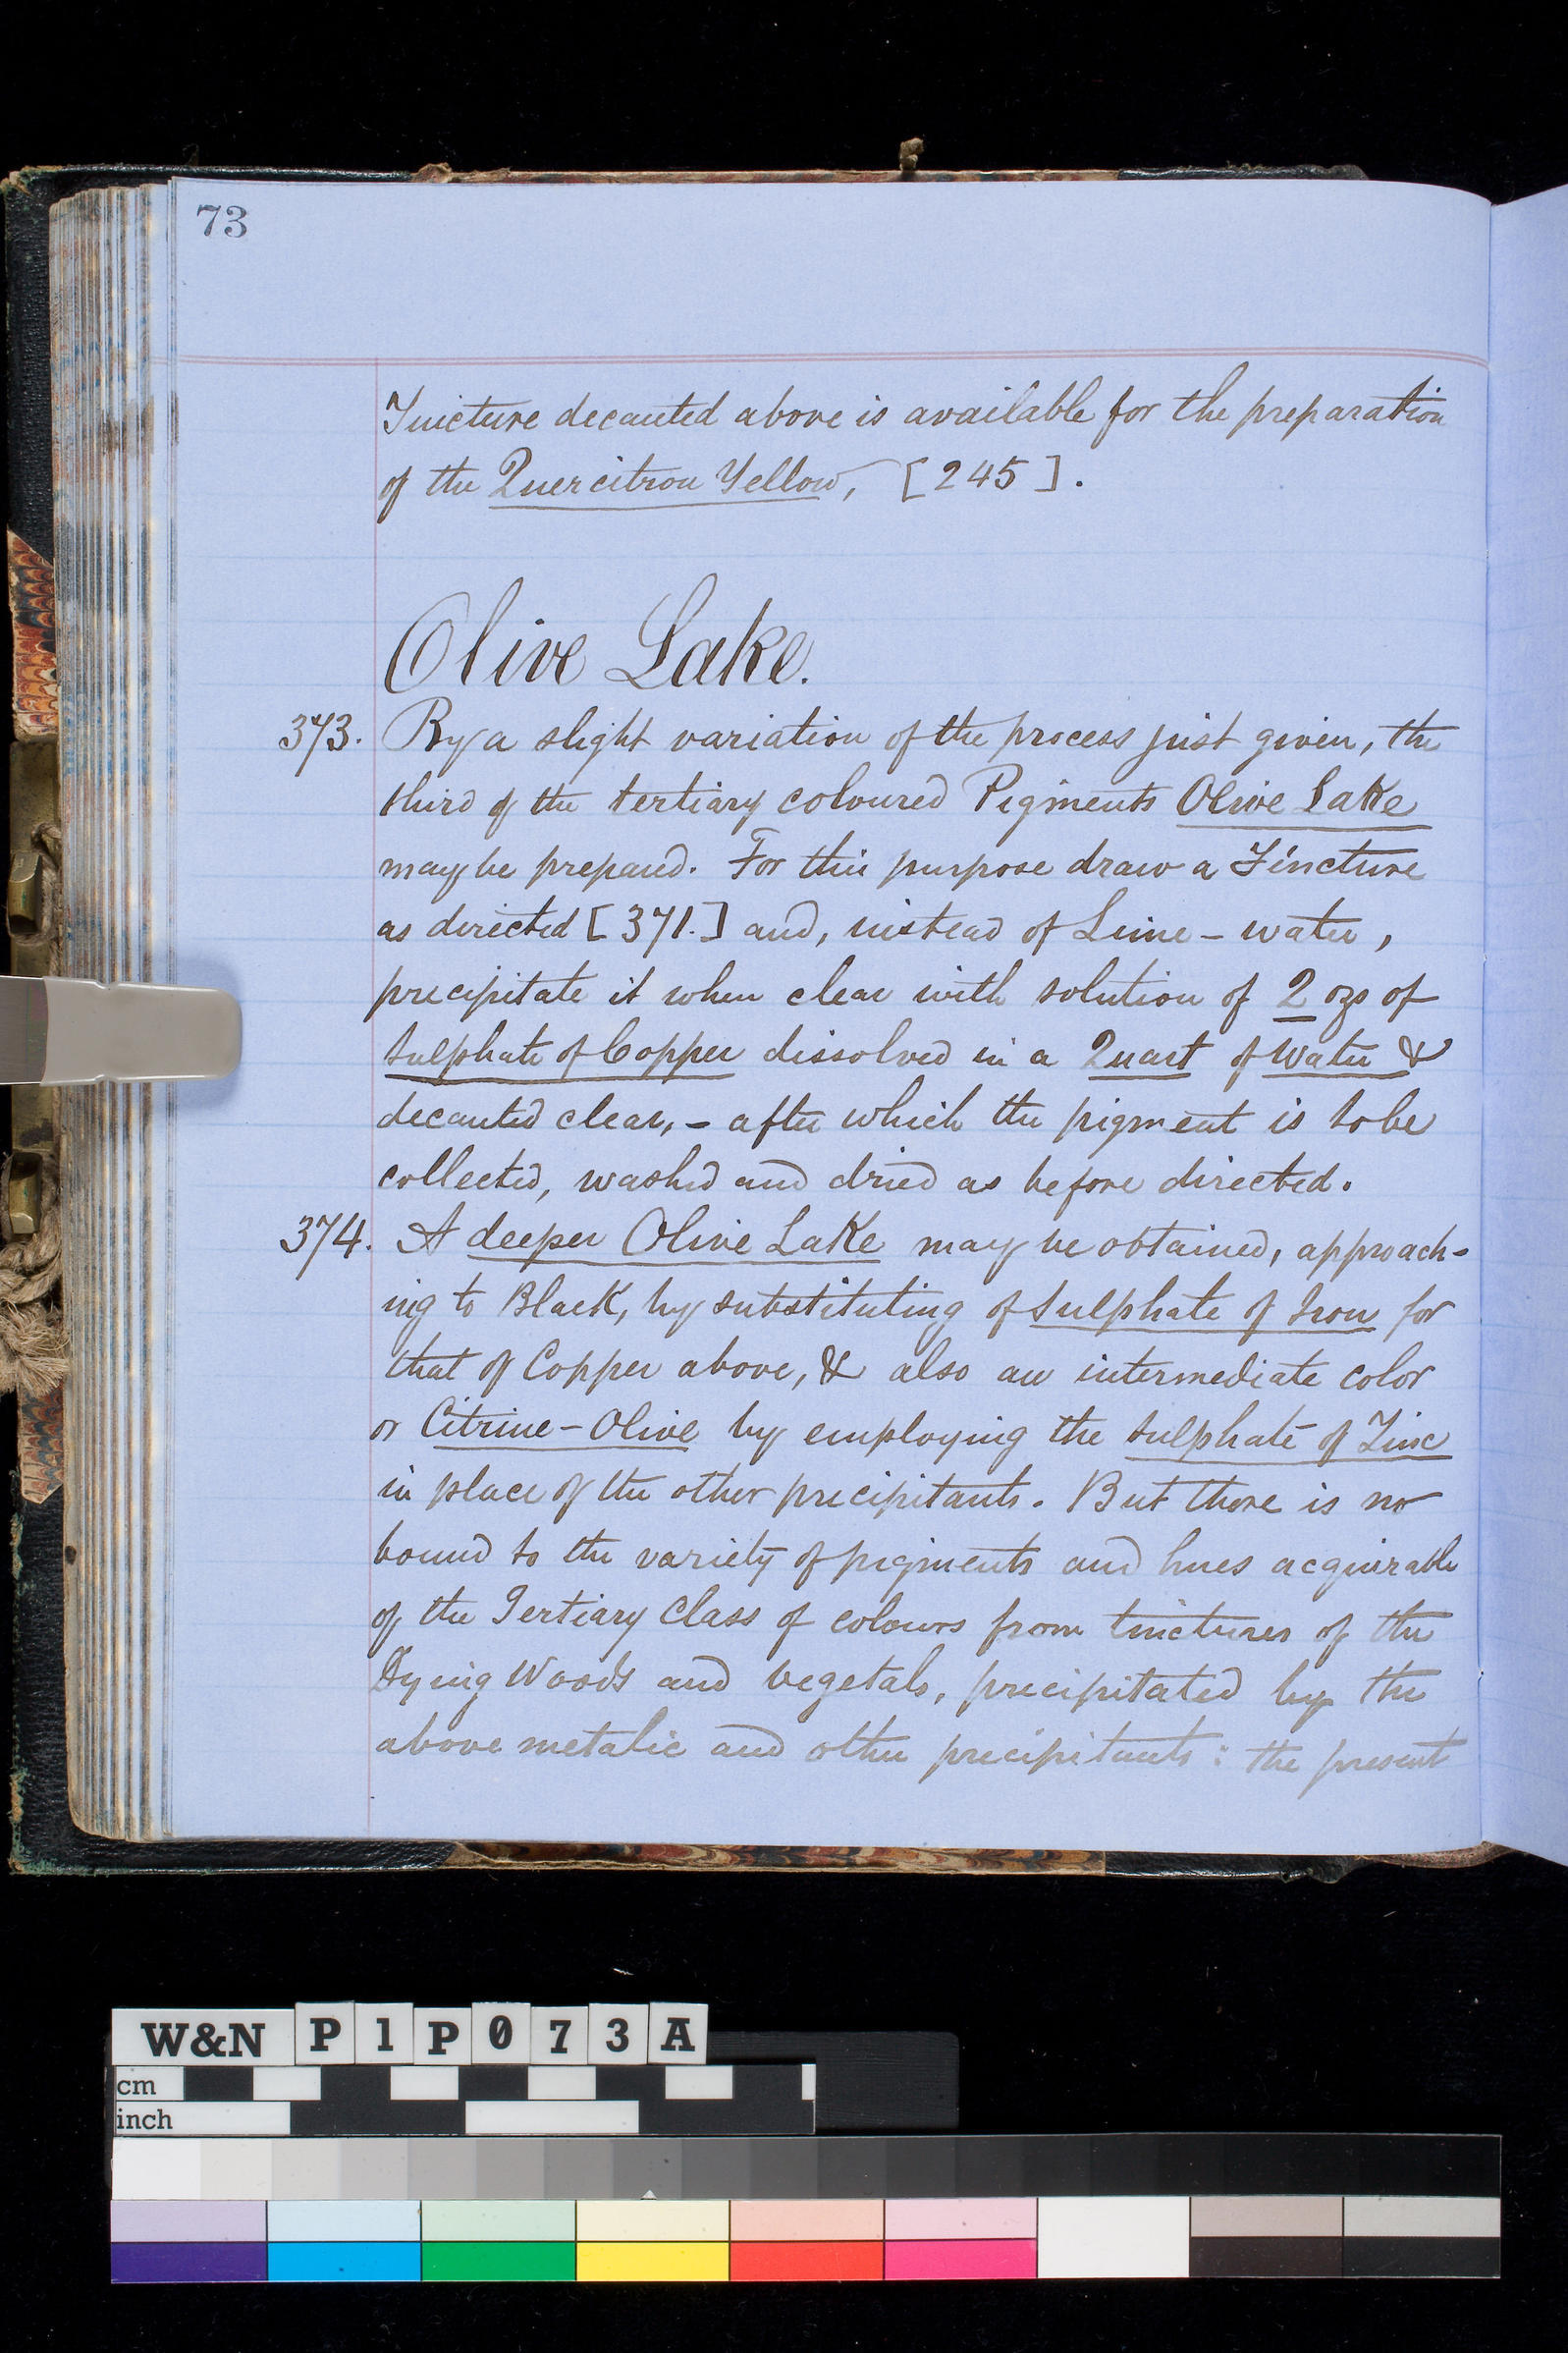 73
Tincture decanted above is available for the preparation
of the Quercitron Yellow, [245].
Olive Lake.
373. By a slight variation of the process just given, the
third of the tertiary coloured Pigments Olive Lake
may be prepared. For this purpose draw a Tincture
as directed [371.] and, instead of Lime - water,
precipitate it when clear with solution of 2 ozs of
Sulphate of Copper dissolved in a Quart of Water &
decanted clear, - after which the pigment is to be
collected, washed and dried as before directed.
374. A deeper Olive Lake may be obtained, approach-
ing to Black, by substituting of Sulphate of Iron for
that of Copper above, & also an intermediate color
or Citrine-Olive by employing the Sulphate of Zinc
in place of the other precipitants. But there is no
bound to the variety of pigments and hues acquirable
of the Tertiary Class of colours from tinctures of the
Dying Woods and vegetals, precipitated by the
above metalic and other precipitants: the present
W&N P1P073A
cm
inch